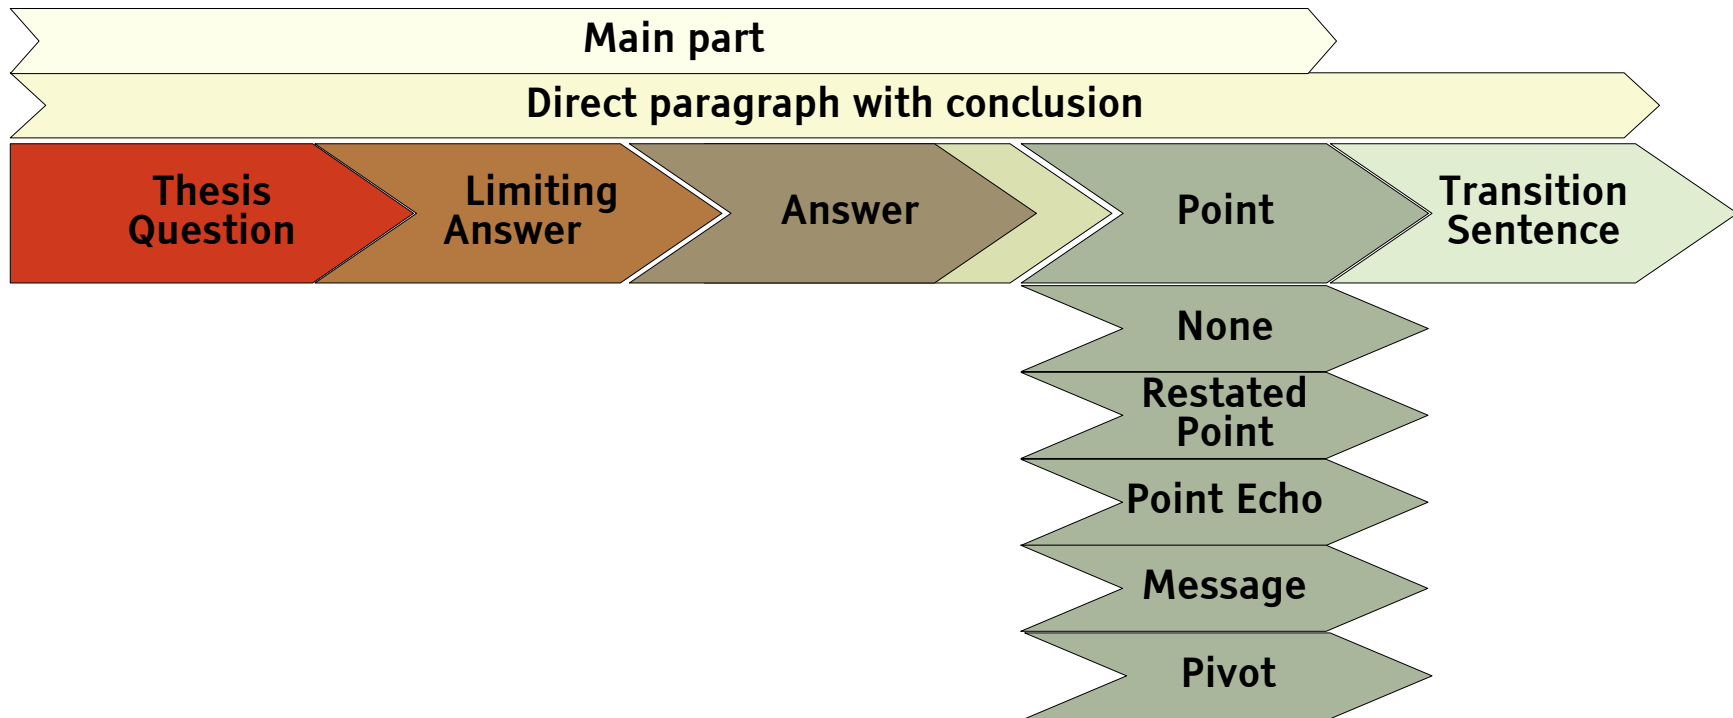 Main part
Direct paragraph with conclusion
Thesis
Question
Limiting
Answer
Answer
Point
Transition
Sentence
None
Restated
Point
Point Echo
Message
Pivot